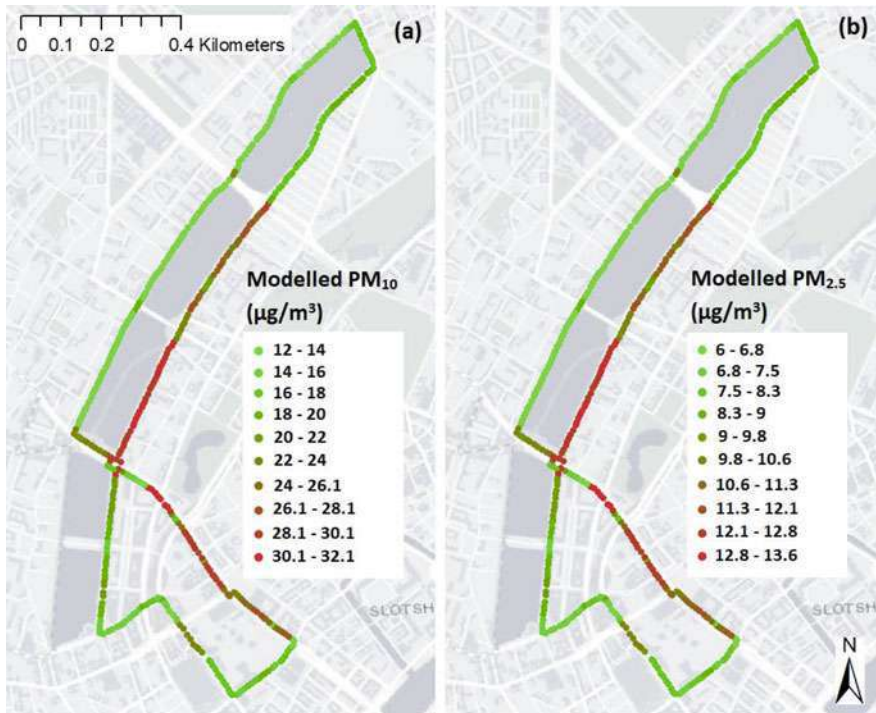 0 0.1 0.2 0.4 Kilometers
(a)
Modelled PM10
(µg/m³)
12 - 14
14 - 16
16 - 18
18 - 20
20 - 22
22 - 24
24 - 26.1
26.1 - 28.1
28.1 - 30.1
30.1 - 32.1
SLOTSH
(b)
Modelled PM2.5
(µg/m³)
6 - 6.8
6.8 - 7.5
7.5 - 8.3
8.3 - 9
9 - 9.8
9.8 - 10.6
10.6 - 11.3
11.3 - 12.1
12.1 - 12.8
12.8 - 13.6
SLOTSH
N